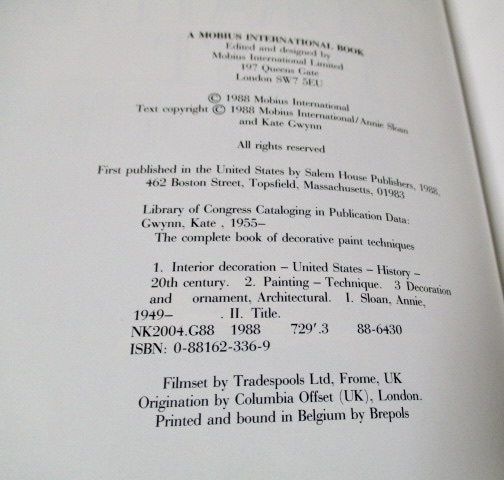 A MOBIUS INTERNATIONAL BOOK
Edited and designed by
Mobius International Limited
197 Queens Gate
London SW7 5EU
© 1988 Mobius International
Text copyright © 1988 Mobius International/Annie Sloan
and Kate Gwynn
All rights reserved
First published in the United States by Salem House Publishers, 1988,
462 Boston Street, Topsfield, Massachusetts, 01983
Library of Congress Cataloging in Publication Data:
Gwynn, Kate , 1955–
The complete book of decorative paint techniques
1. Interior decoration – United States – History –
20th century. 2. Painting – Technique. 3 Decoration
and ornament, Architectural. I. Sloan, Annie,
1949– . II. Title.
NK2004.G88 1988 729'.3 88-6430
ISBN: 0-88162-336-9
Filmset by Tradespools Ltd, Frome, UK
Origination by Columbia Offset (UK), London.
Printed and bound in Belgium by Brepols